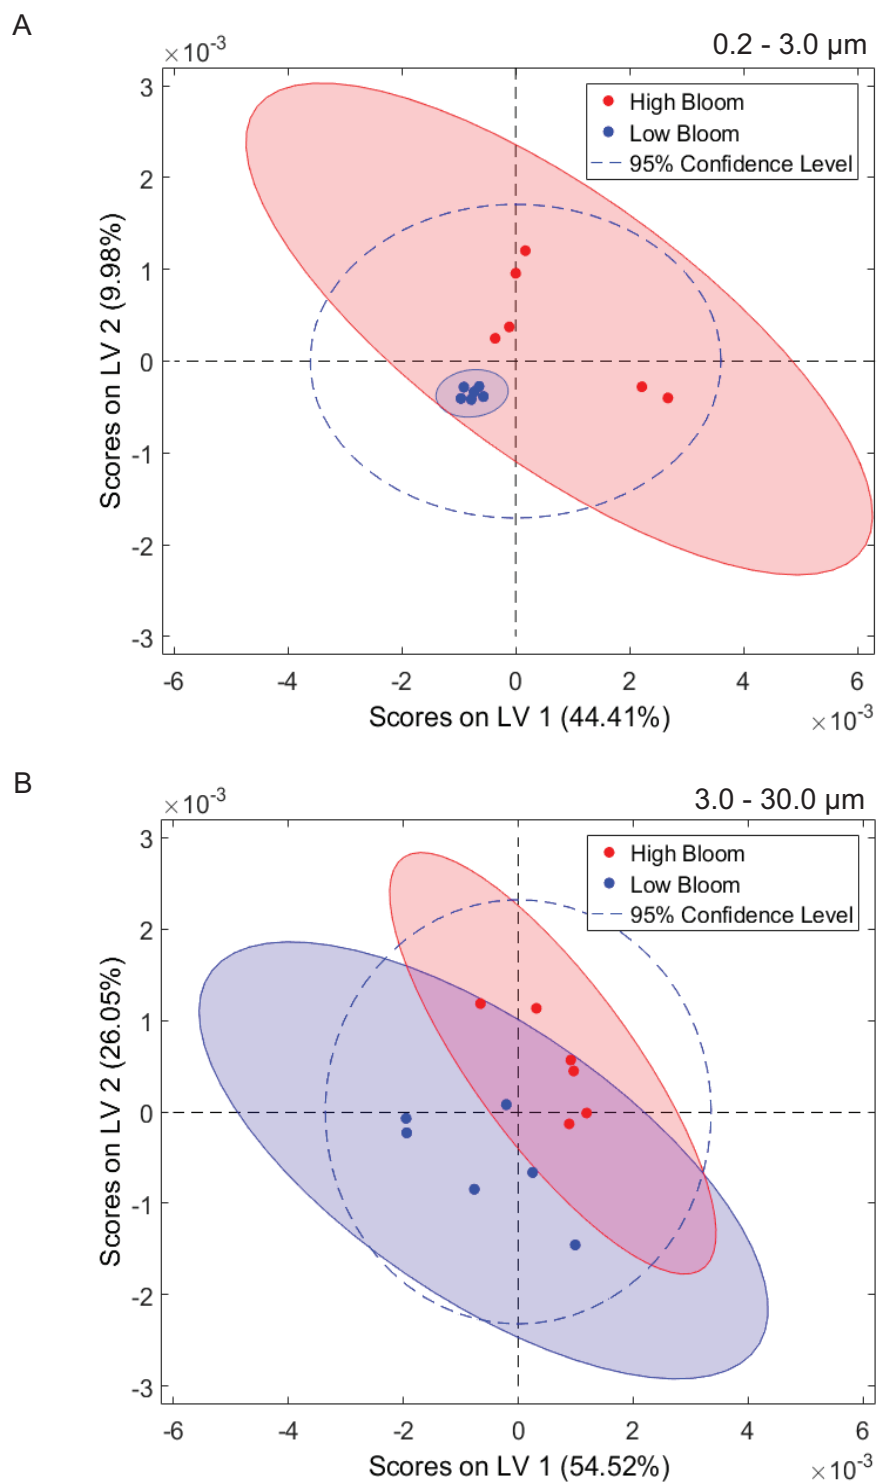 A
×10-3
0.2 - 3.0 µm
High Bloom
Low Bloom
95% Confidence Level
3
2
1
0
-1
-2
-3
Scores on LV 2 (9.98%)
-6 -4 -2 0 2 4 6
Scores on LV 1 (44.41%)
×10-3
B
×10-3
3.0 - 30.0 µm
High Bloom
Low Bloom
95% Confidence Level
3
2
1
0
-1
-2
-3
Scores on LV 2 (26.05%)
-6 -4 -2 0 2 4 6
Scores on LV 1 (54.52%)
×10-3